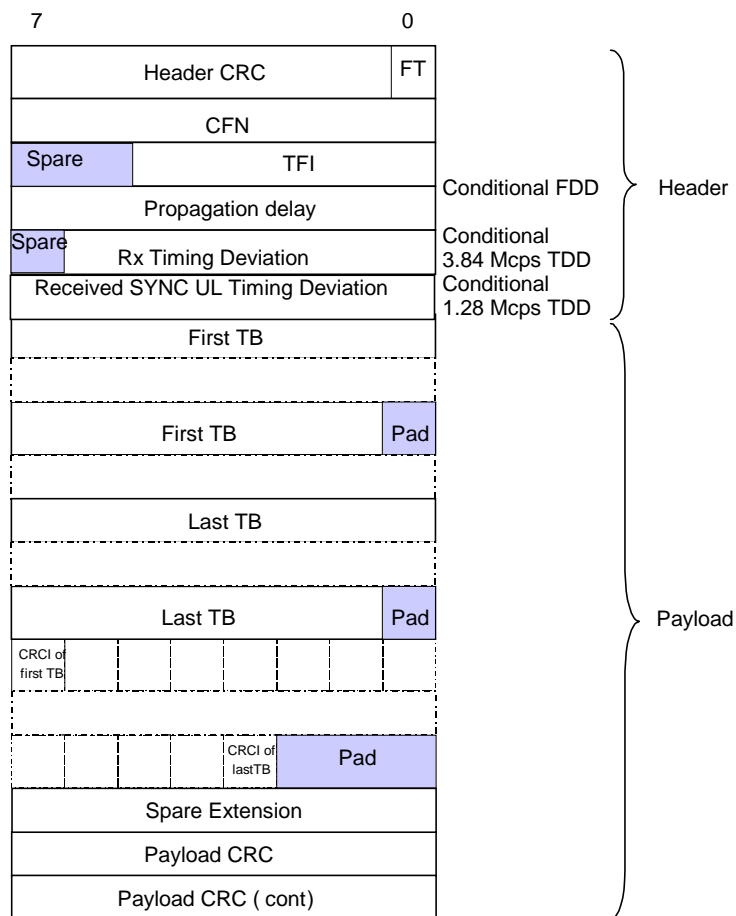 7 0
Header CRC FT
CFN
Spare TFI
Conditional FDD
Header
Propagation delay
Spare Rx Timing Deviation
Conditional
3.84 Mcps TDD
Received SYNC UL Timing Deviation
Conditional
1.28 Mcps TDD
First TB
First TB Pad
Last TB
Last TB Pad
Payload
CRCI of
first TB
CRCI of
lastTB
Pad
Spare Extension
Payload CRC
Payload CRC ( cont)